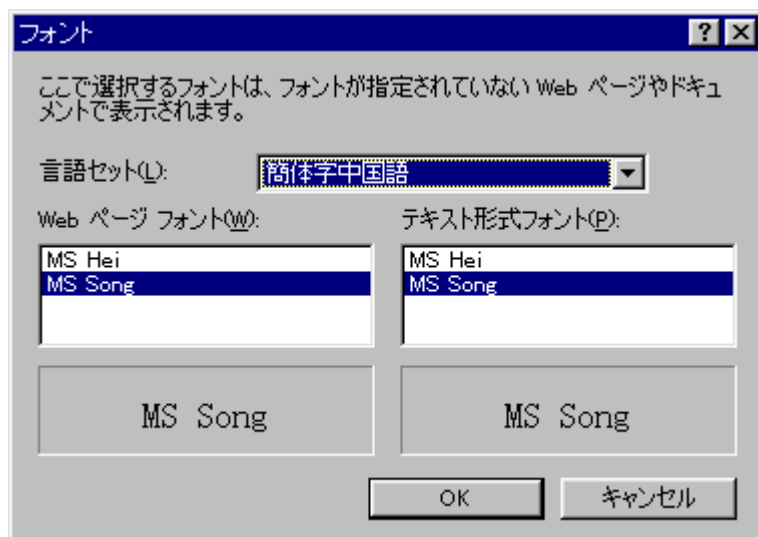 フォント
ここで選択するフォントは、フォントが指定されていない Web ページやドキュ
メントで表示されます。
言語セット(L):
簡体字中国語
Web ページ フォント(W):
テキスト形式フォント(P):
MS Hei
MS Song
MS Hei
MS Song
MS Song
MS Song
OK
キャンセル